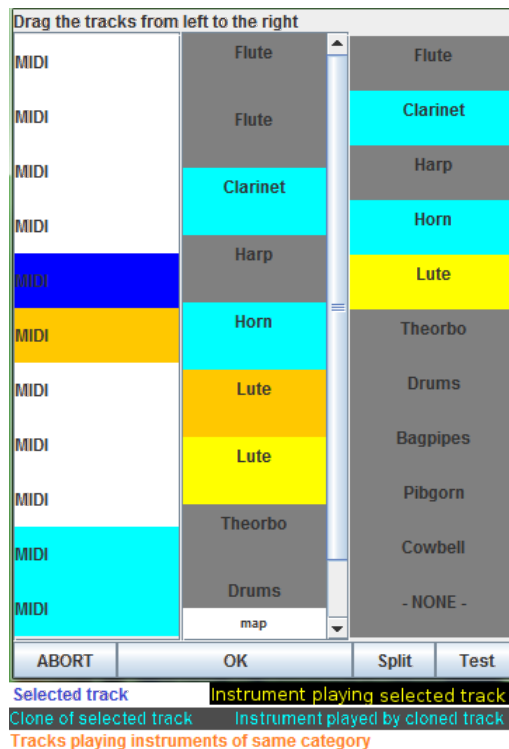 Drag the tracks from left to the right
MIDI
MIDI
MIDI
MIDI
MIDI
MIDI
MIDI
MIDI
MIDI
MIDI
MIDI
Flute
Flute
Clarinet
Harp
Horn
Lute
Lute
Theorbo
Drums
map
Flute
Clarinet
Harp
Horn
Lute
Theorbo
Drums
Bagpipes
Pibgorn
Cowbell
- NONE -
ABORT OK Split Test
Selected track Instrument playing selected track
Clone of selected track Instrument played by cloned track
Tracks playing instruments of same category